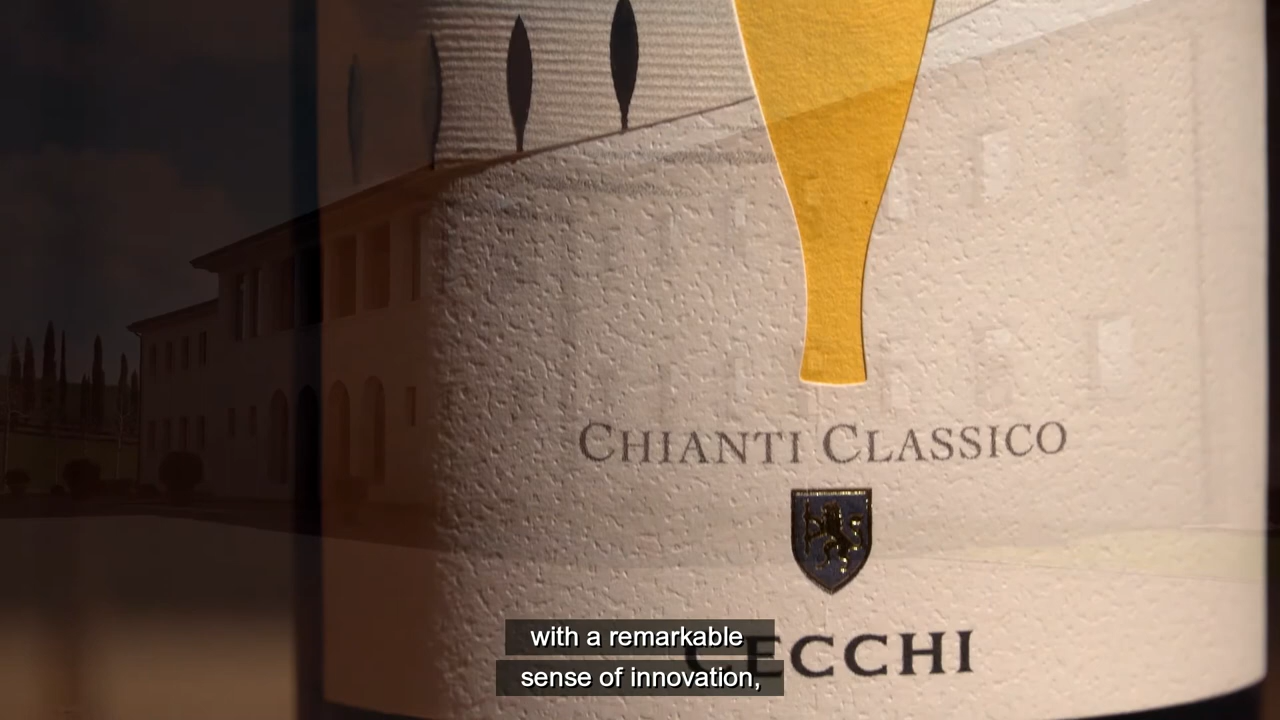 CHIANTI CLASSICO
CECCHI
with a remarkable
sense of innovation,